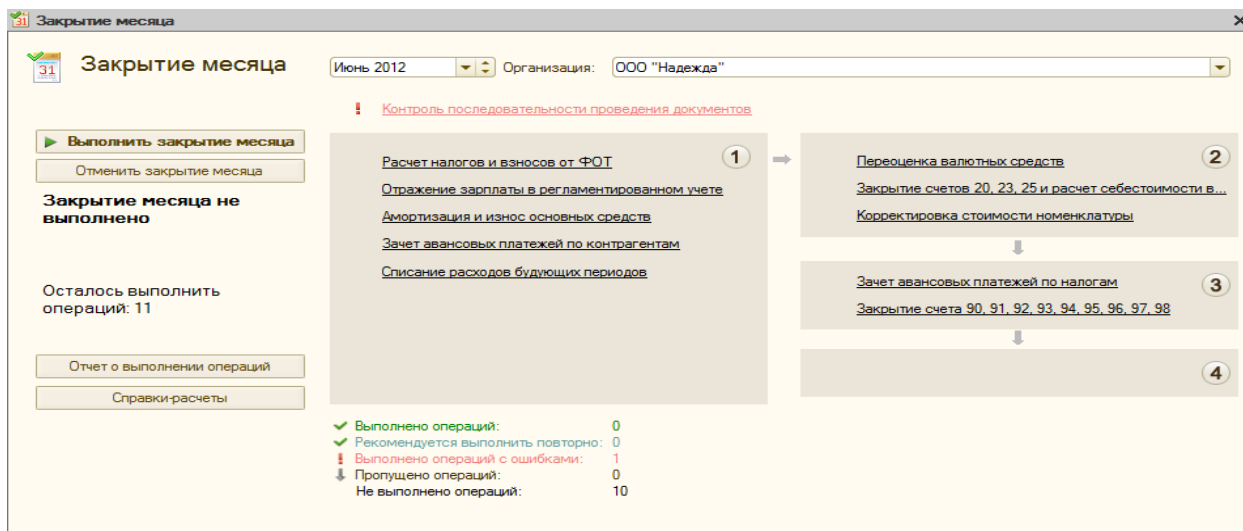 Закрытие месяца
Закрытие месяца
Июнь 2012
Организация:
ООО "Надежда"
Контроль последовательности проведения документов
Выполнить закрытие месяца
Отменить закрытие месяца
Закрытие месяца не
выполнено
Осталось выполнить
операций: 11
Отчет о выполнении операций
Справки-расчеты
1
Расчет налогов и взносов от ФОТ
Отражение зарплаты в регламентированном учете
Амортизация и износ основных средств
Зачет авансовых платежей по контрагентам
Списание расходов будующих периодов
2
Переоценка валютных средств
Закрытие счетов 20, 23, 25 и расчет себестоимости в...
Корректировка стоимости номенклатуры
3
Зачет авансовых платежей по налогам
Закрытие счета 90, 91, 92, 93, 94, 95, 96, 97, 98
4
Выполнено операций: 0
Рекомендуется выполнить повторно: 0
Выполнено операций с ошибками: 1
Пропущено операций: 0
Не выполнено операций: 10